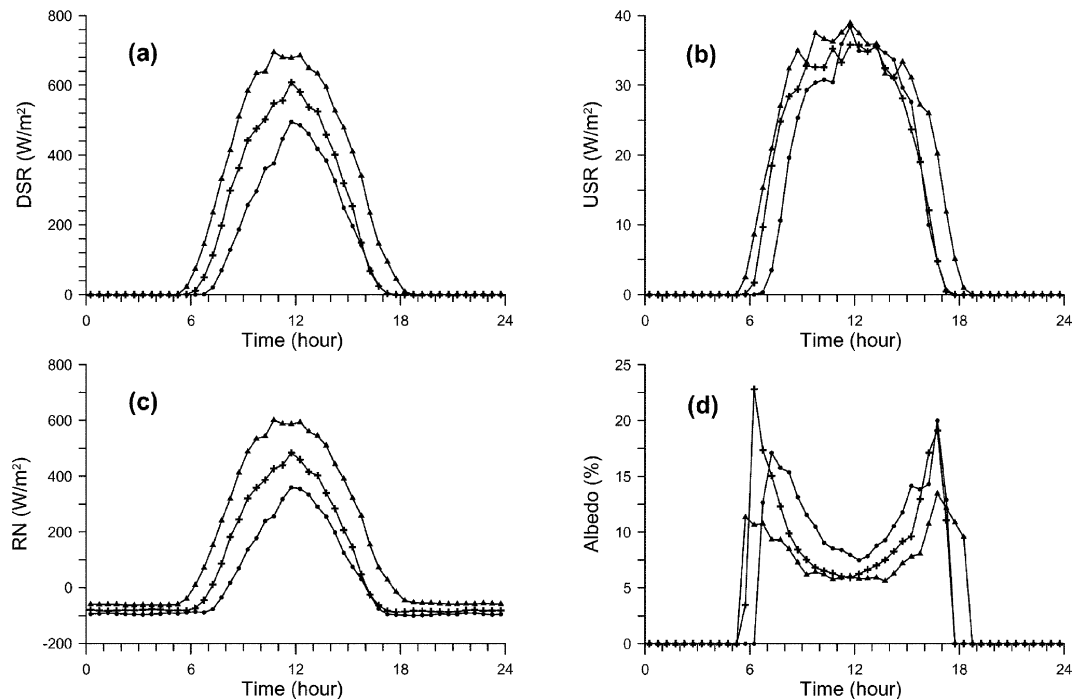 (a)
DSR (W/m²)
800
600
400
200
0
0 6 12 18 24
Time (hour)
(b)
USR (W/m²)
40
30
20
10
0
0 6 12 18 24
Time (hour)
(c)
RN (W/m²)
800
600
400
200
0
-200
0 6 12 18 24
Time (hour)
(d)
Albedo (%)
25
20
15
10
5
0
0 6 12 18 24
Time (hour)